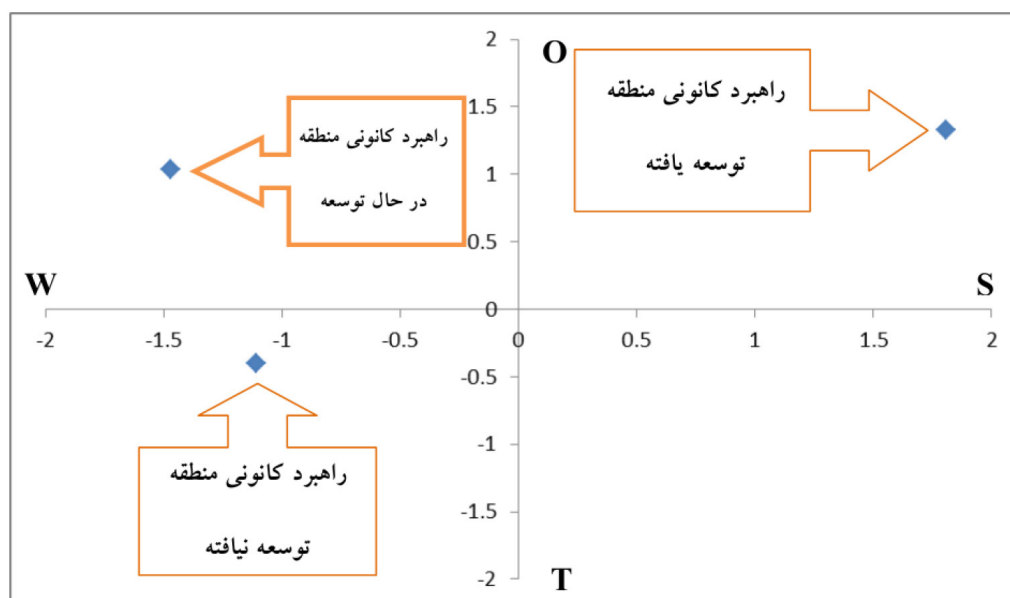 2
O
راهبرد کانونی منطقه
توسعه یافته
1.5
راهبرد کانونی منطقه
در حال توسعه
1
0.5
W
S
0
-2
-1.5
-1
-0.5
0
0.5
1
1.5
2
-0.5
-1
راهبرد کانونی منطقه
توسعه نیافته
-1.5
-2
T